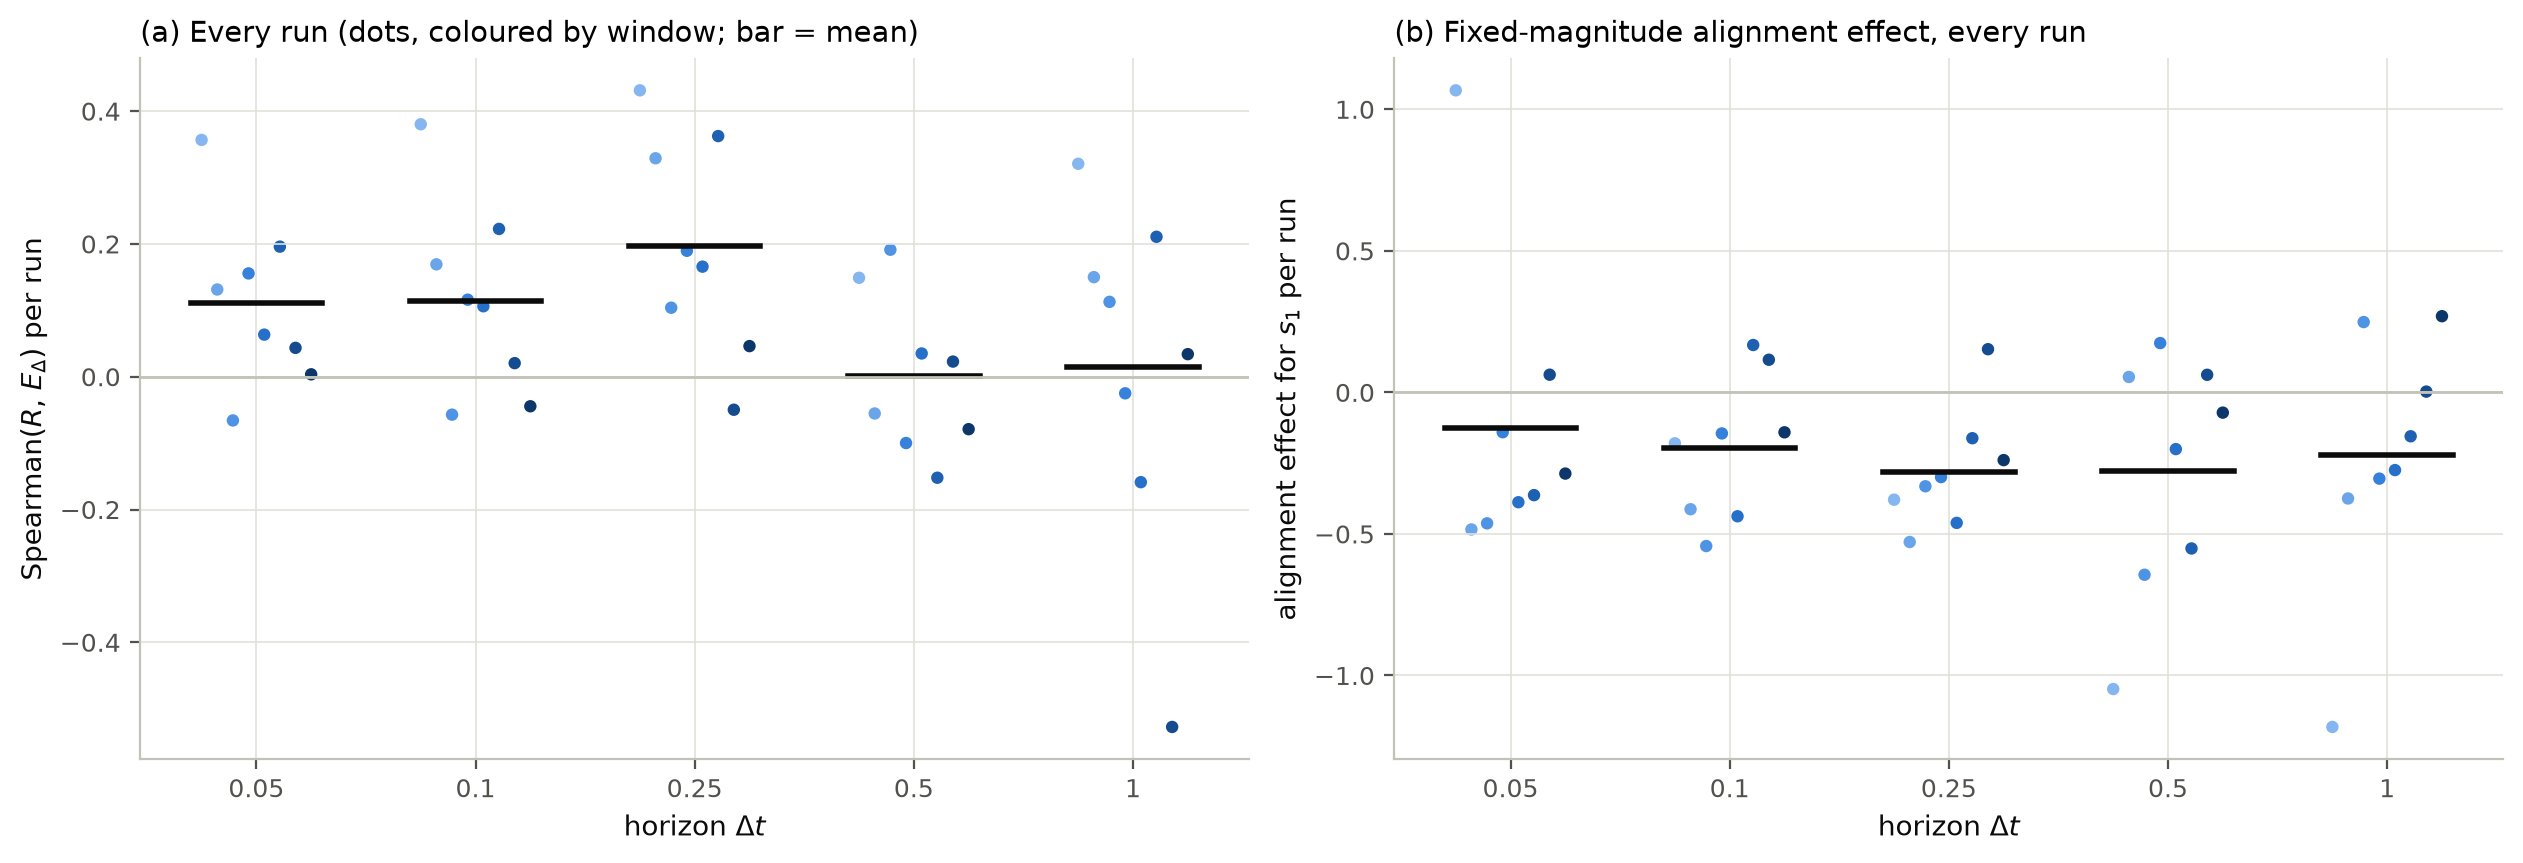 (a) Every run (dots, coloured by window; bar = mean)
Spearman(R, E_Δ) per run
0.4
0.2
0.0
−0.2
−0.4
0.05 0.1 0.25 0.5 1
horizon Δt
(b) Fixed-magnitude alignment effect, every run
alignment effect for s₁ per run
1.0
0.5
0.0
−0.5
−1.0
0.05 0.1 0.25 0.5 1
horizon Δt